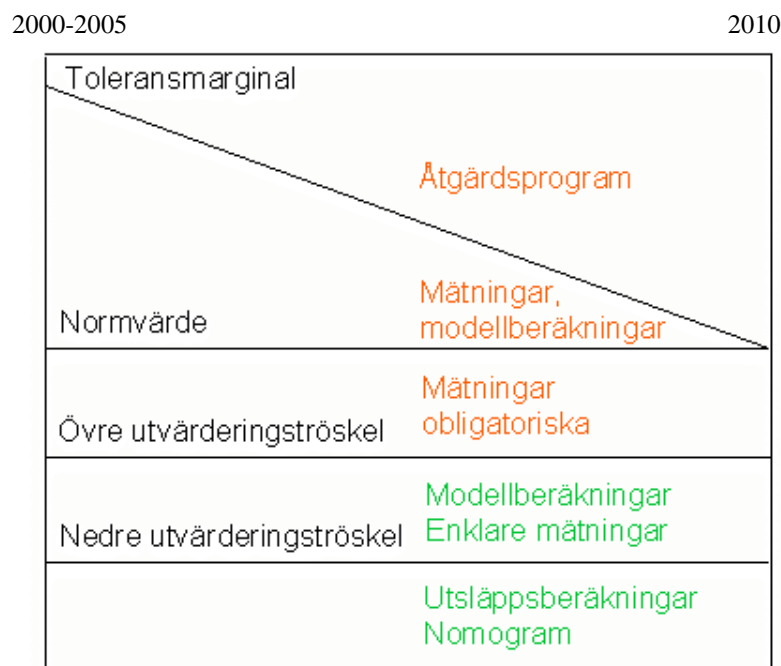 2000-2005 2010
Toleransmarginal
Åtgärdsprogram
Mätningar,
Normvärde modellberäkningar
Mätningar
Övre utvärderingströskel obligatoriska
Modellberäkningar
Nedre utvärderingströskel Enklare mätningar
Utsläppsberäkningar
Nomogram